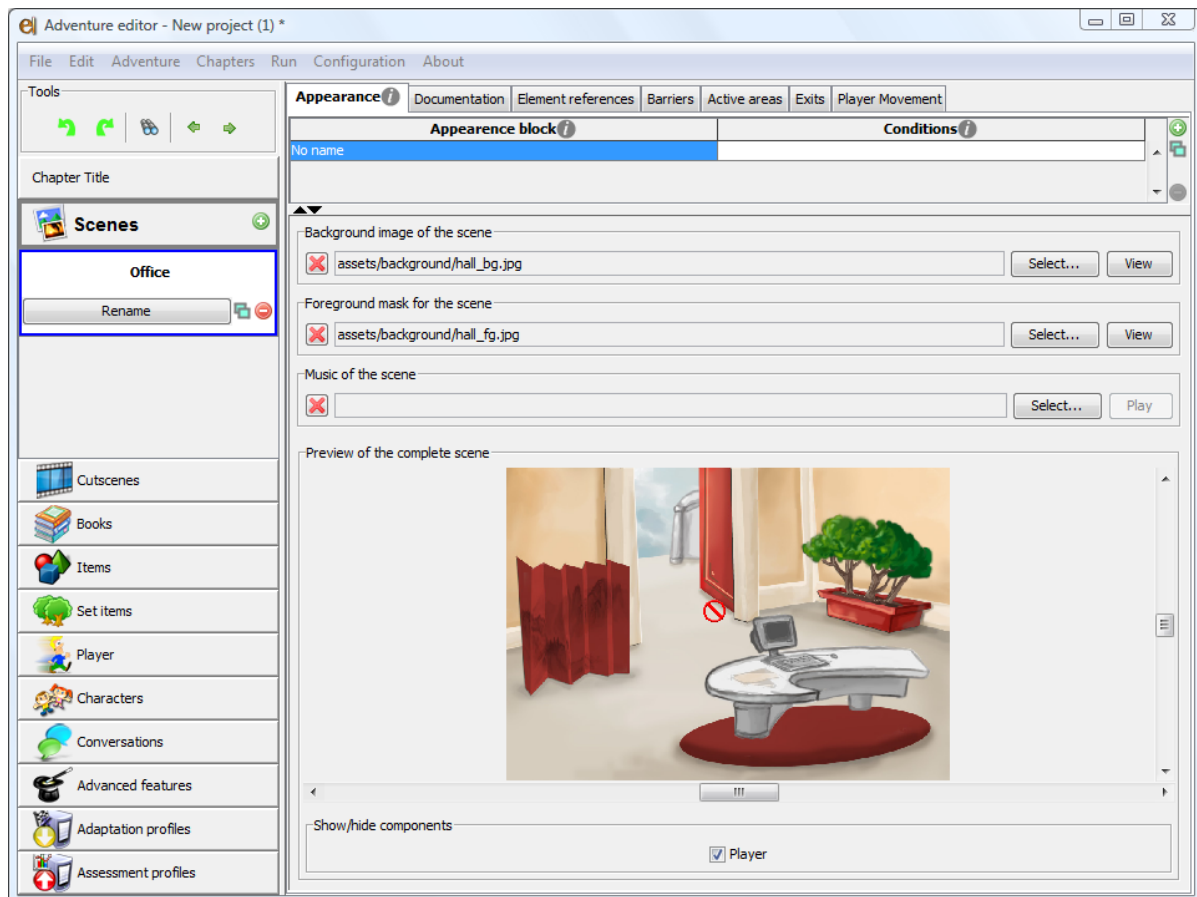 Adventure editor - New project (1) *
File Edit Adventure Chapters Run Configuration About
Tools
Chapter Title
Scenes
Office
Rename
Cutscenes
Books
Items
Set items
Player
Characters
Conversations
Advanced features
Adaptation profiles
Assessment profiles
Appearance Documentation Element references Barriers Active areas Exits Player Movement
Appearence block Conditions
No name
Background image of the scene
assets/background/hall_bg.jpg Select... View
Foreground mask for the scene
assets/background/hall_fg.jpg Select... View
Music of the scene
Select... Play
Preview of the complete scene
Show/hide components
Player